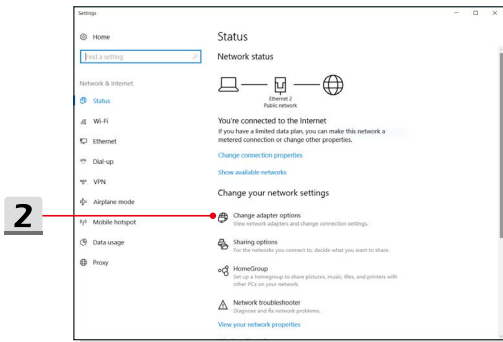 Settings
Home
Find a setting
Network & Internet
Status
Wi-Fi
Ethernet
Dial-up
VPN
Airplane mode
Mobile hotspot
Data usage
Proxy
2
Status
Network status
Ethernet 2
Public network
You're connected to the Internet
If you have a limited data plan, you can make this network a
metered connection or change other properties.
Change connection properties
Show available networks
Change your network settings
Change adapter options
View network adapters and change connection settings.
Sharing options
For the networks you connect to, decide what you want to share.
HomeGroup
Set up a homegroup to share pictures, music, files, and printers with
other PCs on your network.
Network troubleshooter
Diagnose and fix network problems.
View your network properties